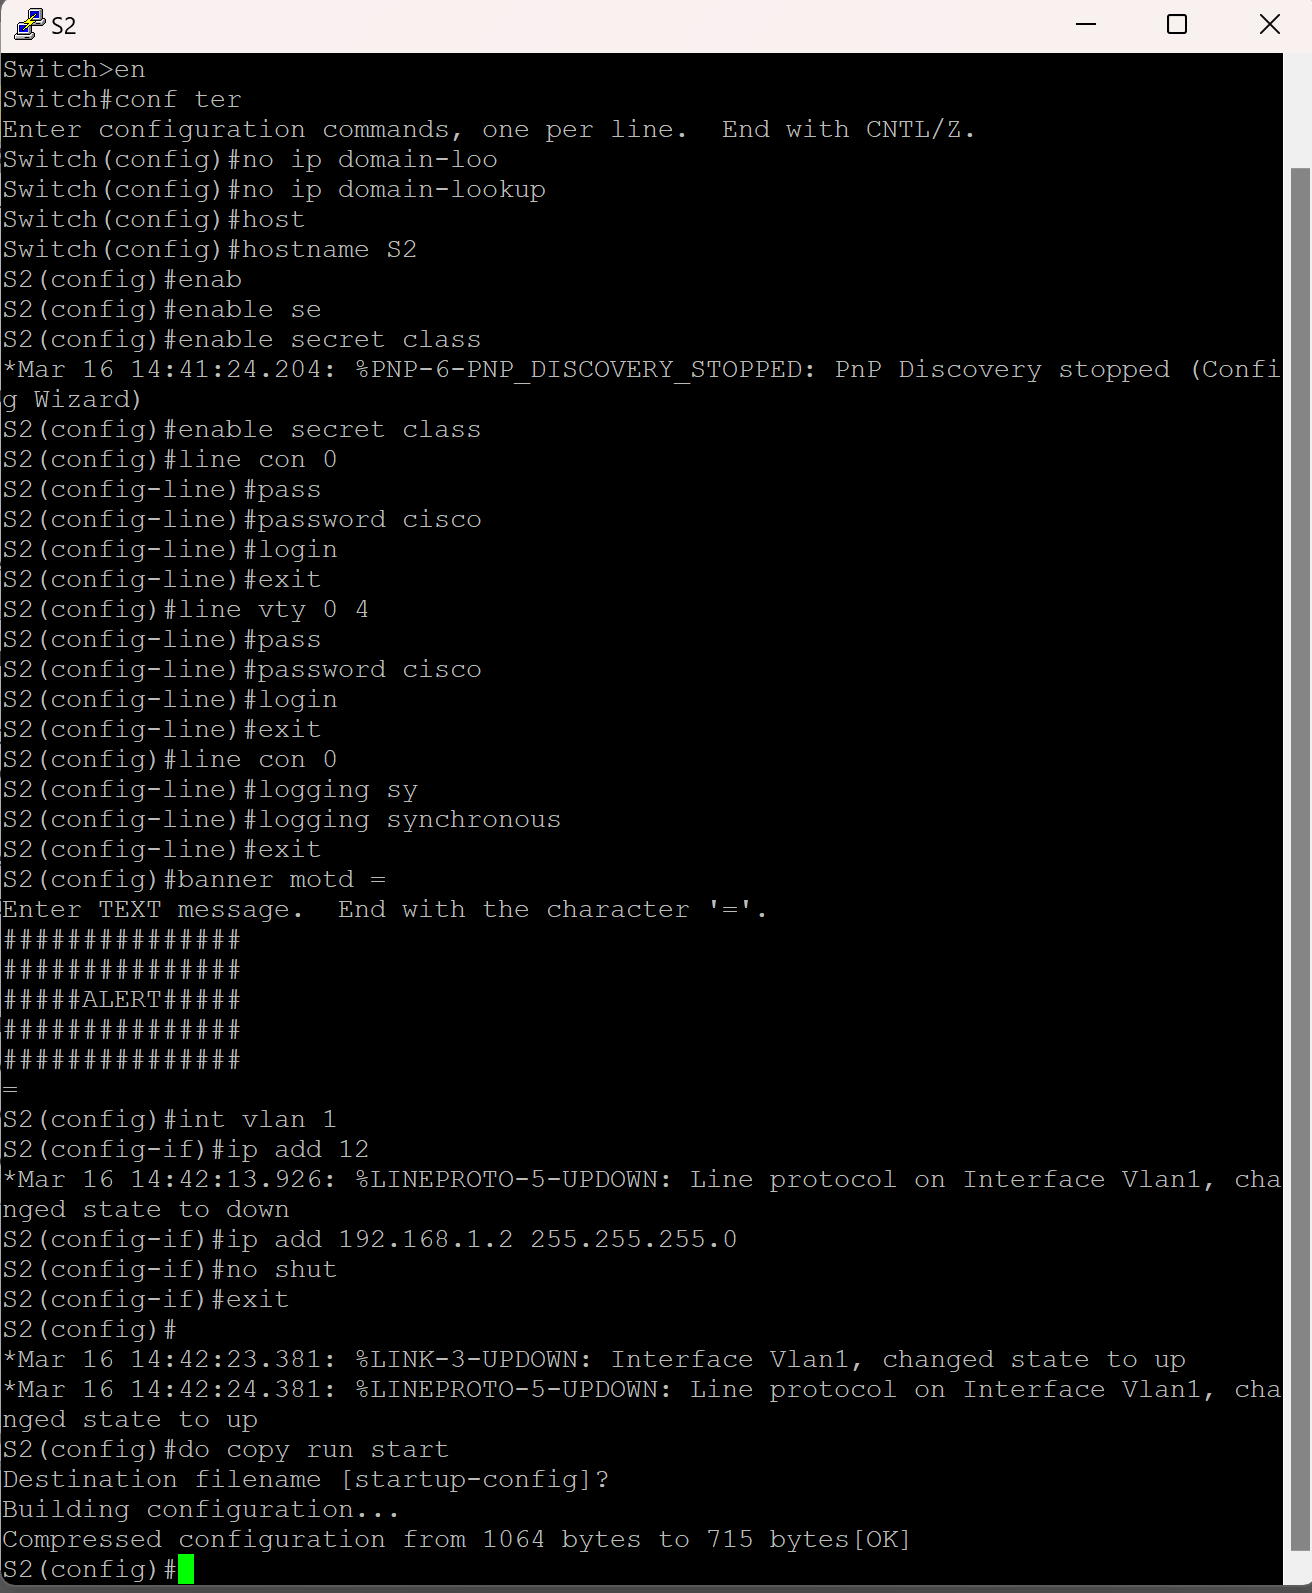 S2
Switch>en
Switch#conf ter
Enter configuration commands, one per line.  End with CNTL/Z.
Switch(config)#no ip domain-loo
Switch(config)#no ip domain-lookup
Switch(config)#host
Switch(config)#hostname S2
S2(config)#enab
S2(config)#enable se
S2(config)#enable secret class
*Mar 16 14:41:24.204: %PNP-6-PNP_DISCOVERY_STOPPED: PnP Discovery stopped (Confi
g Wizard)
S2(config)#enable secret class
S2(config)#line con 0
S2(config-line)#pass
S2(config-line)#password cisco
S2(config-line)#login
S2(config-line)#exit
S2(config)#line vty 0 4
S2(config-line)#pass
S2(config-line)#password cisco
S2(config-line)#login
S2(config-line)#exit
S2(config)#line con 0
S2(config-line)#logging sy
S2(config-line)#logging synchronous
S2(config-line)#exit
S2(config)#banner motd =
Enter TEXT message.  End with the character '='.
###############
###############
#####ALERT#####
###############
###############
=
S2(config)#int vlan 1
S2(config-if)#ip add 12
*Mar 16 14:42:13.926: %LINEPROTO-5-UPDOWN: Line protocol on Interface Vlan1, cha
nged state to down
S2(config-if)#ip add 192.168.1.2 255.255.255.0
S2(config-if)#no shut
S2(config-if)#exit
S2(config)#
*Mar 16 14:42:23.381: %LINK-3-UPDOWN: Interface Vlan1, changed state to up
*Mar 16 14:42:24.381: %LINEPROTO-5-UPDOWN: Line protocol on Interface Vlan1, cha
nged state to up
S2(config)#do copy run start
Destination filename [startup-config]?
Building configuration...
Compressed configuration from 1064 bytes to 715 bytes[OK]
S2(config)#